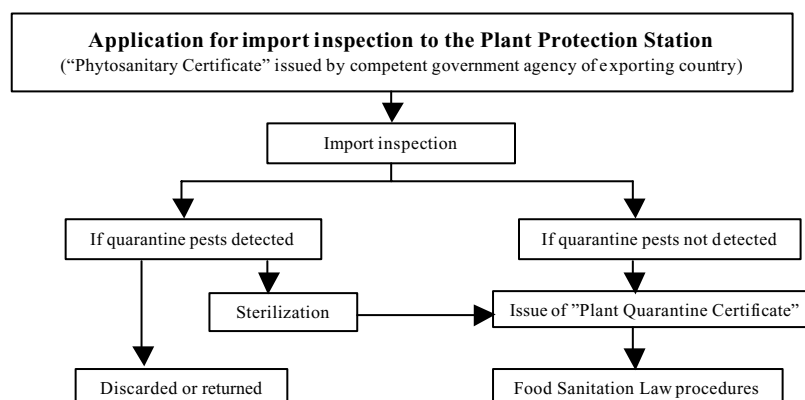 Application for import inspection to the Plant Protection Station
(“Phytosanitary Certificate” issued by competent government agency of exporting country)
Import inspection
If quarantine pests detected
If quarantine pests not detected
Sterilization
Issue of ”Plant Quarantine Certificate”
Discarded or returned
Food Sanitation Law procedures